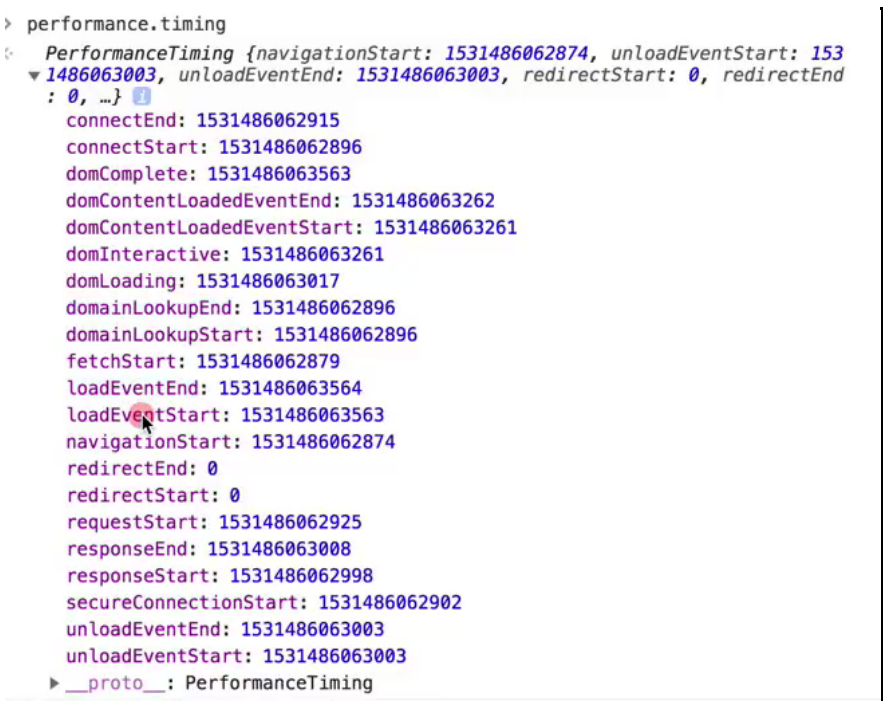 > performance.timing
PerformanceTiming {navigationStart: 1531486062874, unloadEventStart: 153
▼1486063003, unloadEventEnd: 1531486063003, redirectStart: 0, redirectEnd
: 0, …} i
connectEnd: 1531486062915
connectStart: 1531486062896
domComplete: 1531486063563
domContentLoadedEventEnd: 1531486063262
domContentLoadedEventStart: 1531486063261
domInteractive: 1531486063261
domLoading: 1531486063017
domainLookupEnd: 1531486062896
domainLookupStart: 1531486062896
fetchStart: 1531486062879
loadEventEnd: 1531486063564
loadEventStart: 1531486063563
navigationStart: 1531486062874
redirectEnd: 0
redirectStart: 0
requestStart: 1531486062925
responseEnd: 1531486063008
responseStart: 1531486062998
secureConnectionStart: 1531486062902
unloadEventEnd: 1531486063003
unloadEventStart: 1531486063003
▶ __proto__: PerformanceTiming